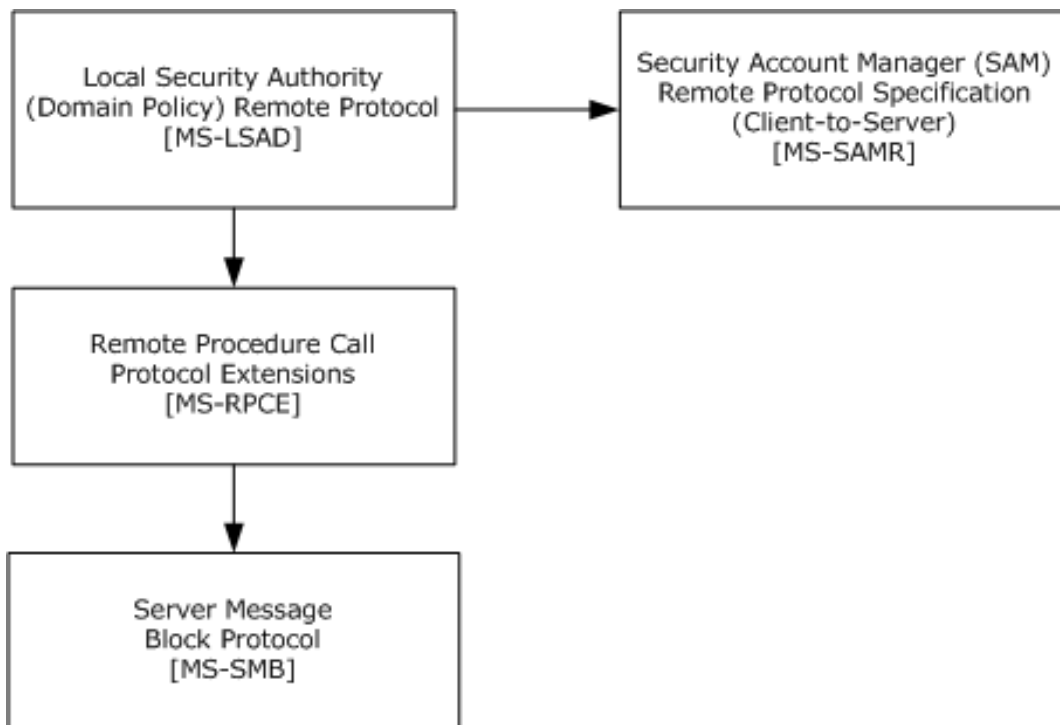 Local Security Authority
(Domain Policy) Remote Protocol
[MS-LSAD]
Security Account Manager (SAM)
Remote Protocol Specification
(Client-to-Server)
[MS-SAMR]
Remote Procedure Call
Protocol Extensions
[MS-RPCE]
Server Message
Block Protocol
[MS-SMB]